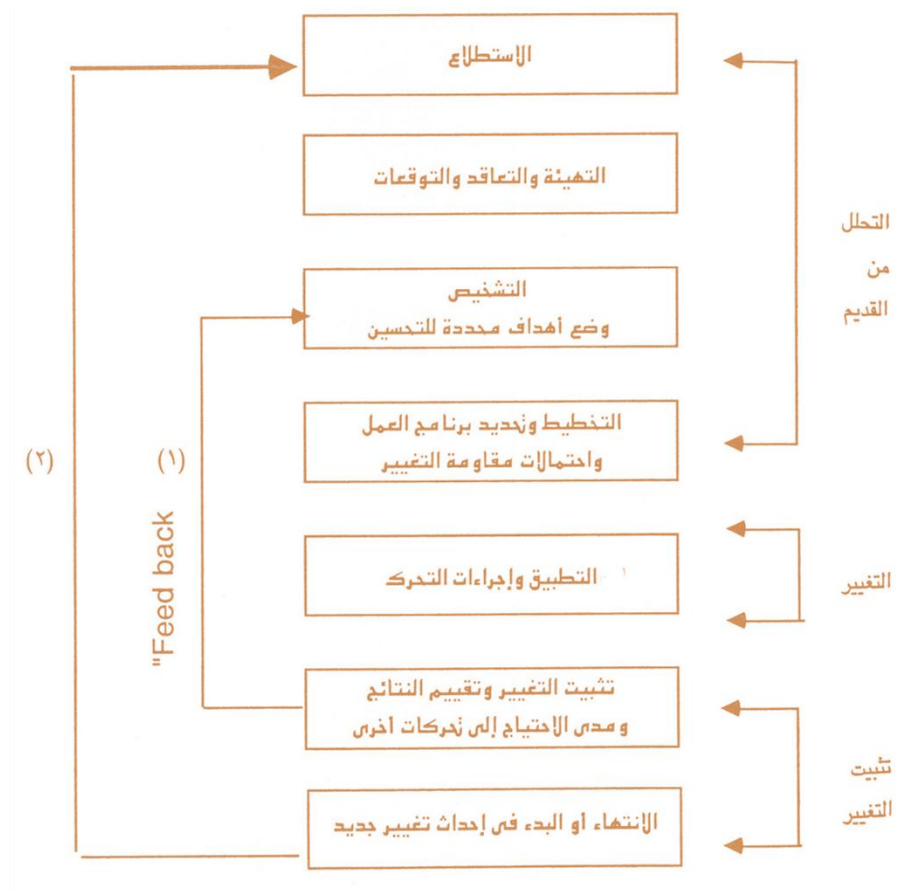 الاستطلاع
التهيئة والتعاقد والتوقعات
التشخيص
وضع أهداف محددة للتحسين
التخطيط وتحديد برنامج العمل
واحتمالات مقاومة التغيير
التطبيق وإجراءات التحرك
تثبيت التغيير وتقييم النتائج
ومدى الاحتياج إلى تحركات أخرى
الانتهاء أو البدء فى إحداث تغيير جديد
التحلل
من
القديم
التغيير
تثبيت
التغيير
(١)
(٢)
"Feed back